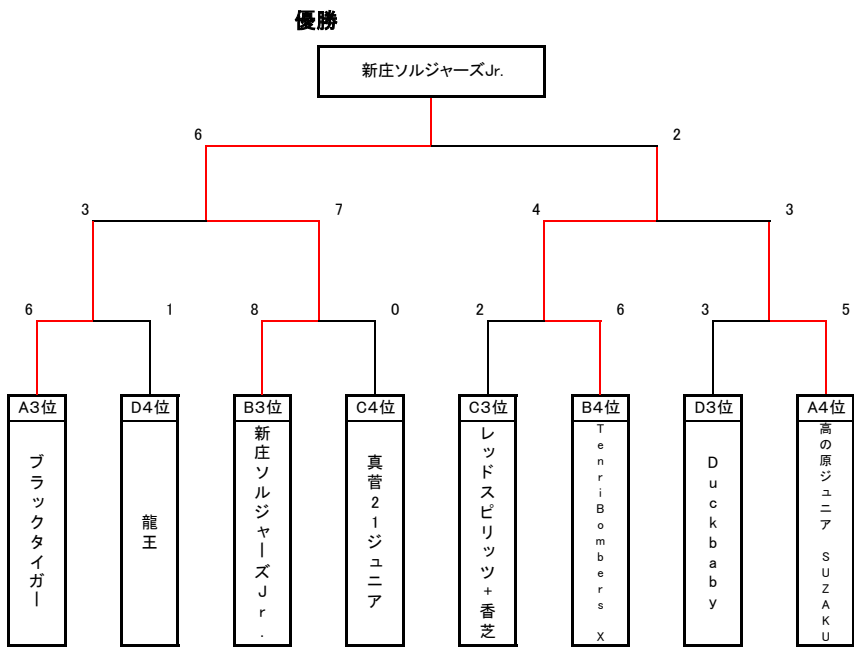 優勝
新庄ソルジャーズJr.
6
2
3
7
4
3
6
1
8
0
2
6
3
5
A3位
D4位
B3位
C4位
C3位
B4位
D3位
A4位
ブラックタイガー
龍王
新庄ソルジャーズJr.
真菅21ジュニア
レッドスピリッツ+香芝
TenriBombers X
Duckbaby
高の原ジュニア SUZAKU